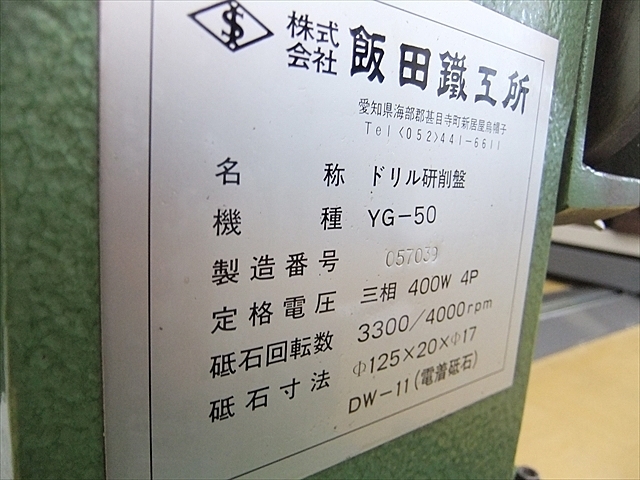 株式会社 飯田鐵工所
愛知県海部郡甚目寺町新居屋烏帽子
Tel<052>441-6611
名称 ドリル研削盤
機種 YG-50
製造番号 057039
定格電圧 三相 400W 4P
砥石回転数 3300/4000rpm
砥石寸法 Φ125×20×Φ17
DW-11(電着砥石)